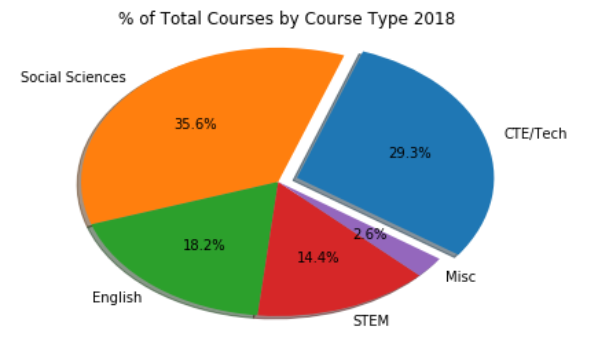 % of Total Courses by Course Type 2018
Social Sciences
35.6%
CTE/Tech
29.3%
18.2%
2.6%
14.4%
Misc
English
STEM